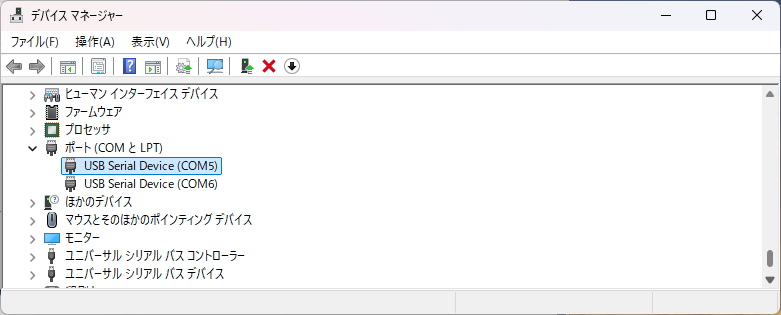 デバイス マネージャー
ファイル(F) 操作(A) 表示(V) ヘルプ(H)
ヒューマン インターフェイス デバイス
ファームウェア
プロセッサ
ポート (COM と LPT)
USB Serial Device (COM5)
USB Serial Device (COM6)
ほかのデバイス
マウスとそのほかのポインティング デバイス
モニター
ユニバーサル シリアル バス コントローラー
ユニバーサル シリアル バス デバイス